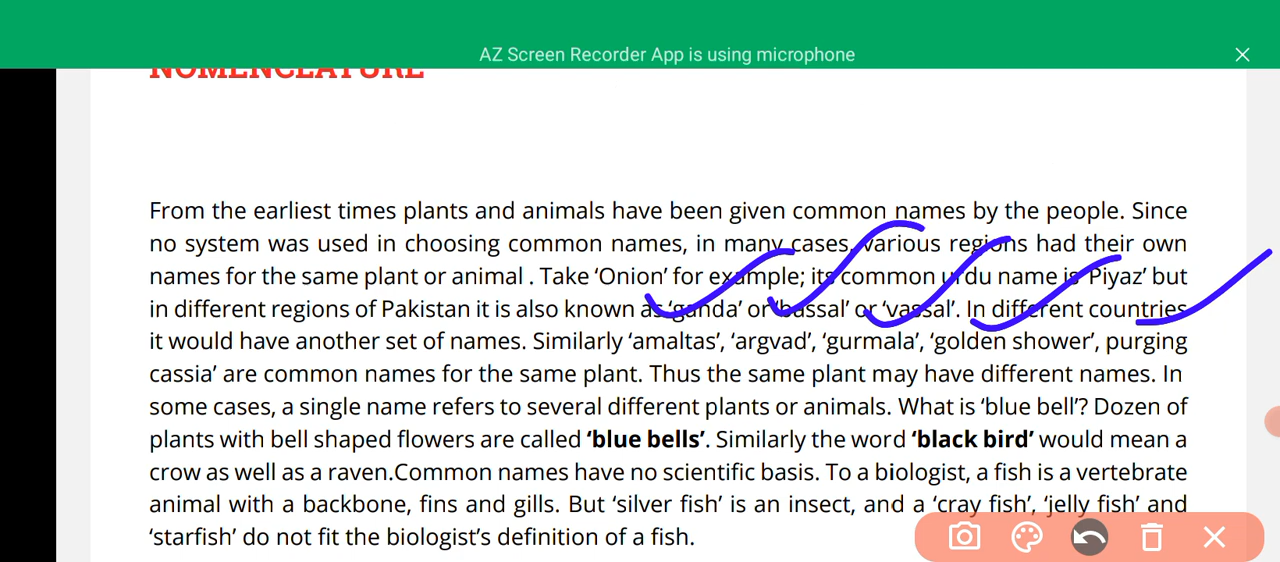 AZ Screen Recorder App is using microphone
NOMENCLATURE
From the earliest times plants and animals have been given common names by the people. Since
no system was used in choosing common names, in many cases, various regions had their own
names for the same plant or animal . Take ‘Onion’ for example; its common urdu name is ‘Piyaz’ but
in different regions of Pakistan it is also known as ‘ganda’ or ‘bassal’ or ‘vassal’. In different countries
it would have another set of names. Similarly ‘amaltas’, ‘argvad’, ‘gurmala’, ‘golden shower’, purging
cassia’ are common names for the same plant. Thus the same plant may have different names. In
some cases, a single name refers to several different plants or animals. What is ‘blue bell’? Dozen of
plants with bell shaped flowers are called ‘blue bells’. Similarly the word ‘black bird’ would mean a
crow as well as a raven.Common names have no scientific basis. To a biologist, a fish is a vertebrate
animal with a backbone, fins and gills. But ‘silver fish’ is an insect, and a ‘cray fish’, ‘jelly fish’ and
‘starfish’ do not fit the biologist’s definition of a fish.